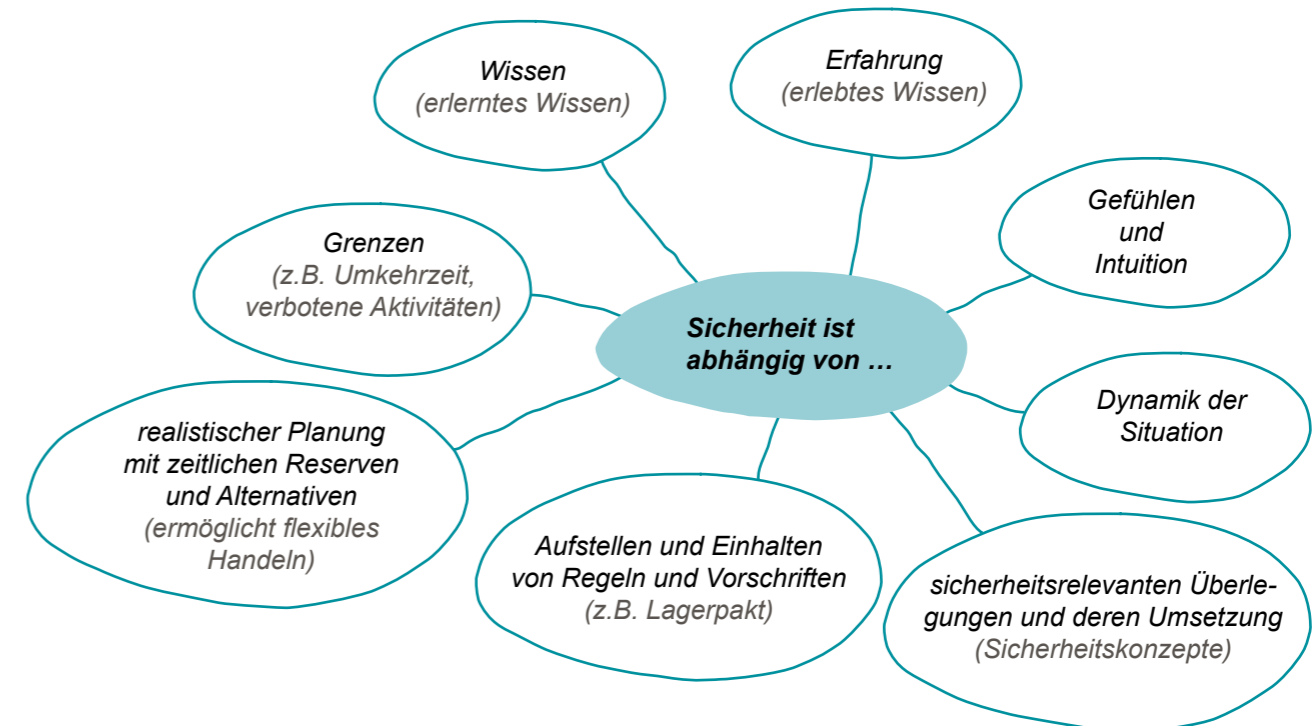 Wissen
(erlerntes Wissen)
Erfahrung
(erlebtes Wissen)
Gefühlen
und
Intuition
Grenzen
(z.B. Umkehrzeit,
verbotene Aktivitäten)
Sicherheit ist
abhängig von …
Dynamik der
Situation
realistischer Planung
mit zeitlichen Reserven
und Alternativen
(ermöglicht flexibles
Handeln)
Aufstellen und Einhalten
von Regeln und Vorschriften
(z.B. Lagerpakt)
sicherheitsrelevanten Überle-
gungen und deren Umsetzung
(Sicherheitskonzepte)